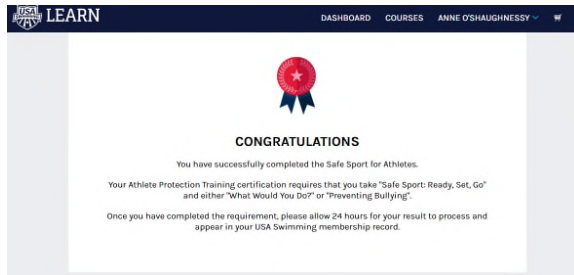 USA
LEARN
DASHBOARD COURSES ANNE O'SHAUGHNESSY
CONGRATULATIONS
You have successfully completed the Safe Sport for Athletes.
Your Athlete Protection Training certification requires that you take "Safe Sport: Ready, Set, Go"
and either "What Would You Do?" or "Preventing Bullying".
Once you have completed the requirement, please allow 24 hours for your result to process and
appear in your USA Swimming membership record.